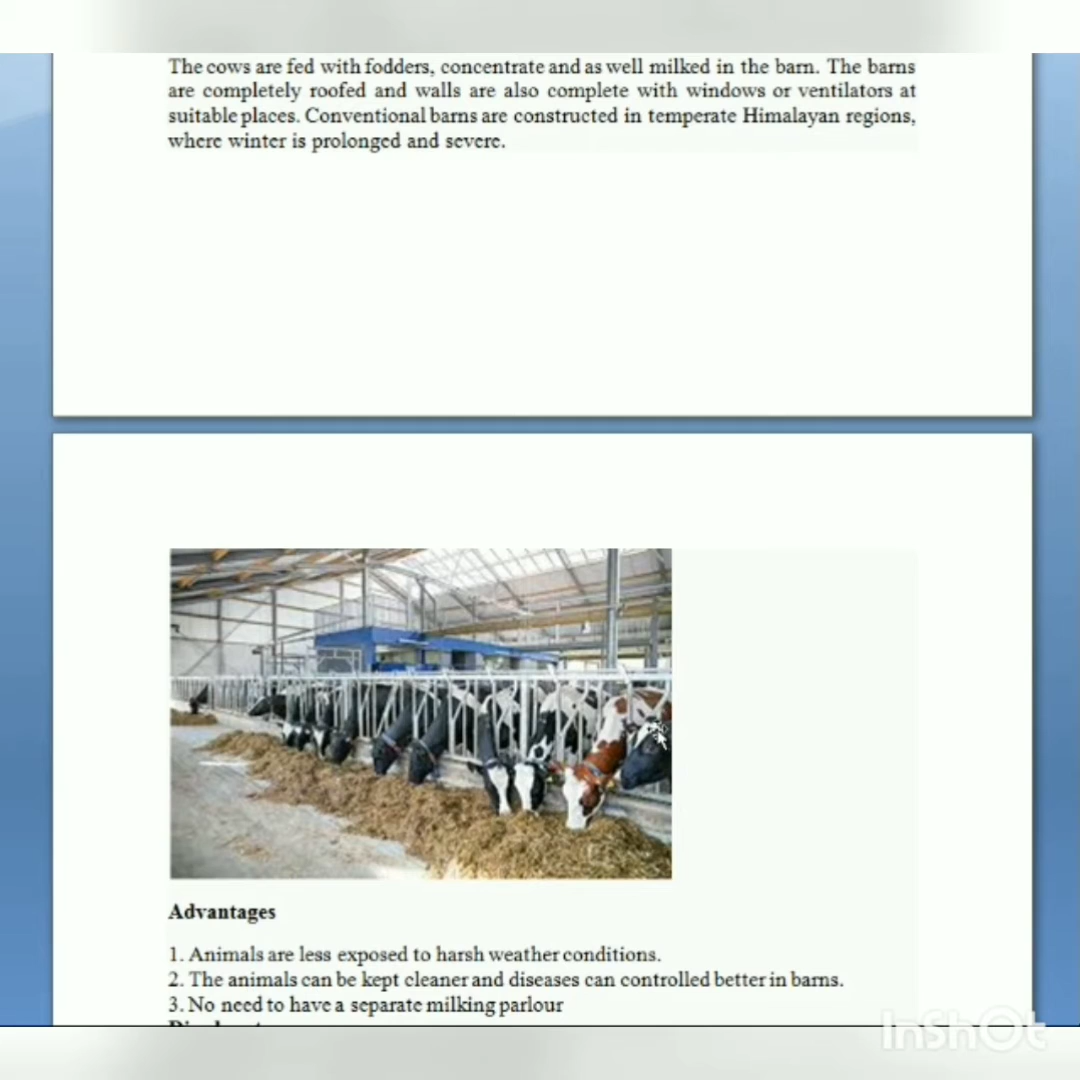 The cows are fed with fodders, concentrate and as well milked in the barn. The barns
are completely roofed and walls are also complete with windows or ventilators at
suitable places. Conventional barns are constructed in temperate Himalayan regions,
where winter is prolonged and severe.
Advantages
1. Animals are less exposed to harsh weather conditions.
2. The animals can be kept cleaner and diseases can controlled better in barns.
3. No need to have a separate milking parlour
InShOt